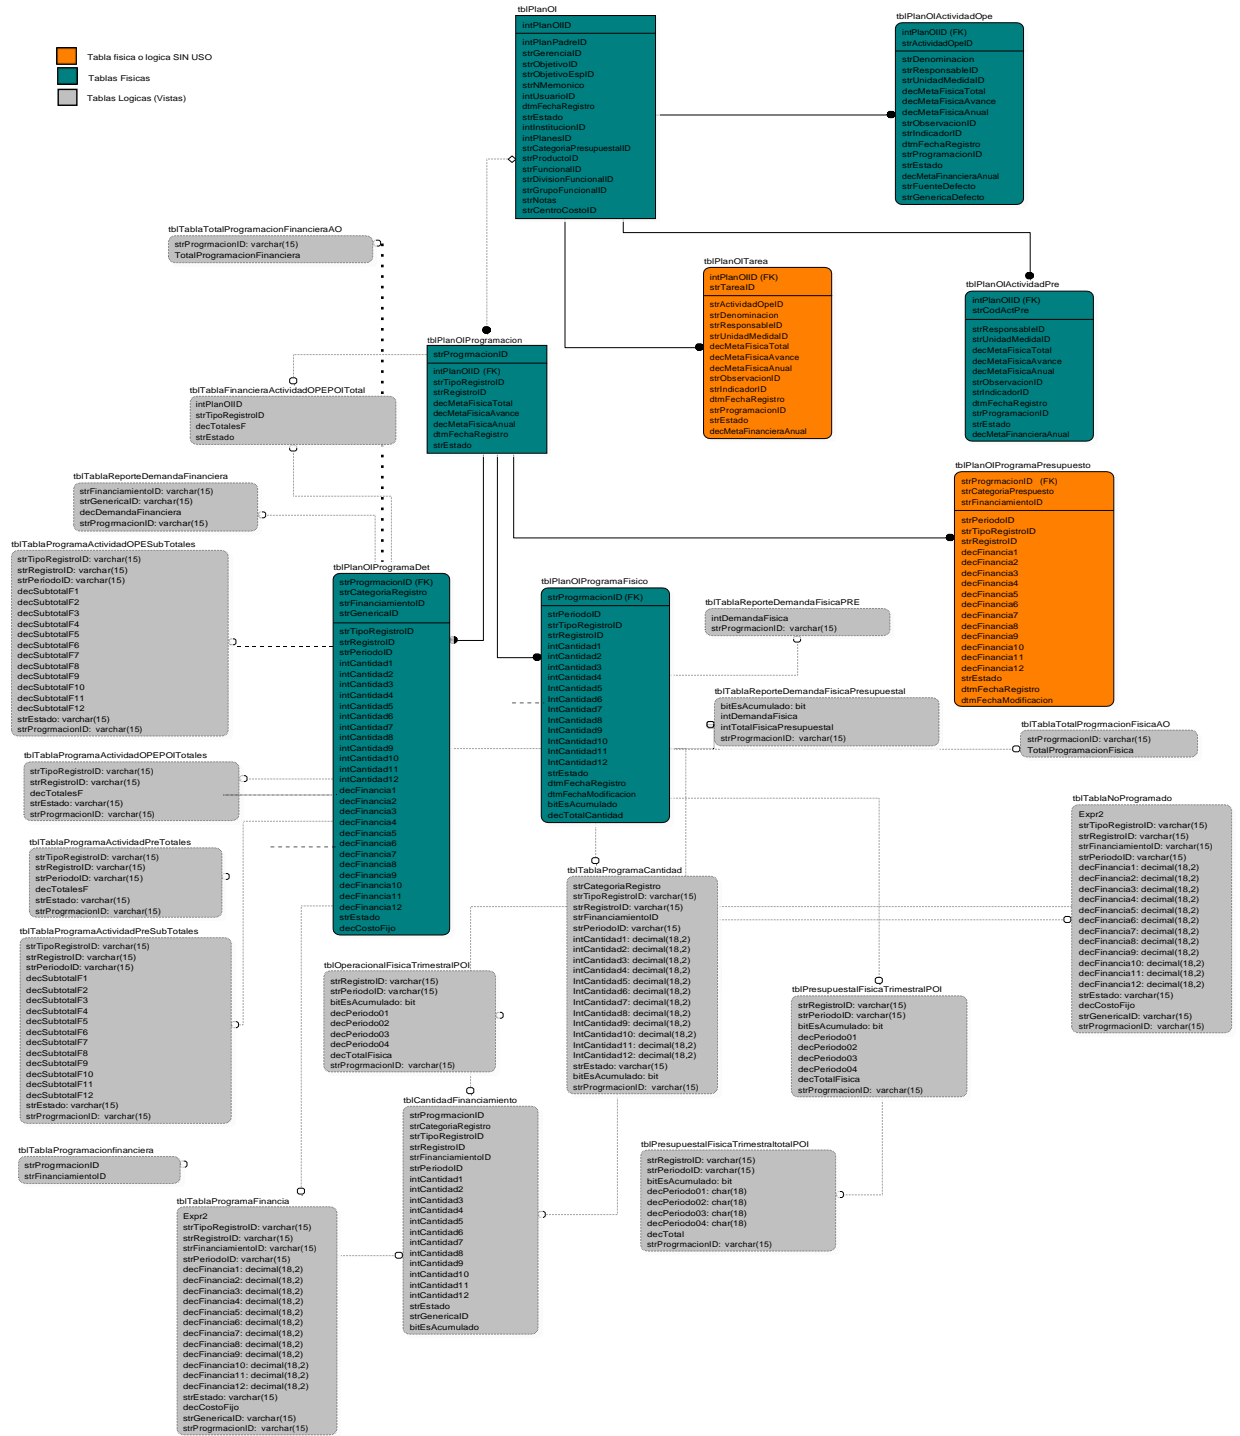 Tabla fisica o logica SIN USO
Tablas Fisicas
Tablas Logicas (Vistas)
tblPlanOI
intPlanOIID
intPlanPadreID
strGerenciaID
strObjetivoID
strObjetivoEspID
strNMemonico
intUsuarioID
dtmFechaRegistro
strEstado
intInstitucionID
intPlanesID
strCategoriaPresupuestalID
strProductoID
strFuncionalID
strDivisionFuncionalID
strGrupoFuncionalID
strNotas
strCentroCostoID
tblPlanOIActividadOpe
intPlanOIID (FK)
strActividadOpeID
strDenominacion
strResponsableID
strUnidadMedidaID
decMetaFisicaTotal
decMetaFisicaAvance
decMetaFisicaAnual
strObservacionID
strIndicadorID
dtmFechaRegistro
strProgramacionID
strEstado
decMetaFinancieraAnual
strFuenteDefecto
strGenericaDefecto
tblTablaTotalProgramacionFinancieraAO
strProgrmacionID: varchar(15)
TotalProgramacionFinanciera
tblPlanOITarea
intPlanOIID (FK)
strTareaID
strActividadOpeID
strDenominacion
strResponsableID
strUnidadMedidaID
decMetaFisicaTotal
decMetaFisicaAvance
decMetaFisicaAnual
strObservacionID
strIndicadorID
dtmFechaRegistro
strProgramacionID
strEstado
decMetaFinancieraAnual
tblPlanOIActividadPre
intPlanOIID (FK)
strCodActPre
strResponsableID
strUnidadMedidaID
decMetaFisicaTotal
decMetaFisicaAvance
decMetaFisicaAnual
strObservacionID
strIndicadorID
dtmFechaRegistro
strProgramacionID
strEstado
decMetaFinancieraAnual
tblPlanOIProgramacion
strProgrmacionID
intPlanOIID (FK)
strTipoRegistroID
strRegistroID
decMetaFisicaTotal
decMetaFisicaAvance
decMetaFisicaAnual
dtmFechaRegistro
strEstado
tblTablaFinancieraActividadOPEPOITotal
intPlanOIID
strTipoRegistroID
decTotalesF
strEstado
tblTablaReporteDemandaFinanciera
strFinanciamientoID: varchar(15)
strGenericaID: varchar(15)
decDemandaFinanciera
strProgrmacionID: varchar(15)
tblPlanOIProgramaPresupuesto
strProgrmacionID (FK)
strCategoriaPrespuesto
strFinanciamientoID
strPeriodoID
strTipoRegistroID
strRegistroID
decFinancia1
decFinancia2
decFinancia3
decFinancia4
decFinancia5
decFinancia6
decFinancia7
decFinancia8
decFinancia9
decFinancia10
decFinancia11
decFinancia12
strEstado
dtmFechaRegistro
dtmFechaModificacion
tblTablaProgramaActividadOPESubTotales
strTipoRegistroID: varchar(15)
strRegistroID: varchar(15)
strPeriodoID: varchar(15)
decSubtotalF1
decSubtotalF2
decSubtotalF3
decSubtotalF4
decSubtotalF5
decSubtotalF6
decSubtotalF7
decSubtotalF8
decSubtotalF9
decSubtotalF10
decSubtotalF11
decSubtotalF12
strEstado: varchar(15)
strProgrmacionID: varchar(15)
tblPlanOIProgramaDet
strProgrmacionID (FK)
strCategoriaRegistro
strFinanciamientoID
strGenericaID
strTipoRegistroID
strRegistroID
strPeriodoID
intCantidad1
intCantidad2
intCantidad3
intCantidad4
intCantidad5
intCantidad6
intCantidad7
intCantidad8
intCantidad9
intCantidad10
intCantidad11
intCantidad12
decFinancia1
decFinancia2
decFinancia3
decFinancia4
decFinancia5
decFinancia6
decFinancia7
decFinancia8
decFinancia9
decFinancia10
decFinancia11
decFinancia12
strEstado
decCostoFijo
tblPlanOIProgramaFisico
strProgrmacionID (FK)
strPeriodoID
strTipoRegistroID
strRegistroID
intCantidad1
intCantidad2
intCantidad3
intCantidad4
IntCantidad5
intCantidad6
IntCantidad7
IntCantidad8
IntCantidad9
IntCantidad10
IntCantidad11
IntCantidad12
strEstado
dtmFechaRegistro
dtmFechaModificacion
bitEsAcumulado
decTotalCantidad
tblTablaReporteDemandaFisicaPRE
intDemandaFisica
strProgrmacionID: varchar(15)
tblTablaReporteDemandaFisicaPresupuestal
bitEsAcumulado: bit
intDemandaFisica
intTotalFisicaPresupuestal
strProgrmacionID: varchar(15)
tblTablaTotalProgrmacionFisicaAO
strProgrmacionID: varchar(15)
TotalProgramacionFisica
tblTablaProgramaActividadOPEPOITotales
strTipoRegistroID: varchar(15)
strRegistroID: varchar(15)
decTotalesF
strEstado: varchar(15)
strProgrmacionID: varchar(15)
tblTablaNoProgramado
Expr2
strTipoRegistroID: varchar(15)
strRegistroID: varchar(15)
strFinanciamientoID: varchar(15)
strPeriodoID: varchar(15)
decFinancia1: decimal(18,2)
decFinancia2: decimal(18,2)
decFinancia3: decimal(18,2)
decFinancia4: decimal(18,2)
decFinancia5: decimal(18,2)
decFinancia6: decimal(18,2)
decFinancia7: decimal(18,2)
decFinancia8: decimal(18,2)
decFinancia9: decimal(18,2)
decFinancia10: decimal(18,2)
decFinancia11: decimal(18,2)
decFinancia12: decimal(18,2)
strEstado: varchar(15)
decCostoFijo
strGenericaID: varchar(15)
strProgrmacionID: varchar(15)
tblTablaProgramaActividadPreTotales
strTipoRegistroID: varchar(15)
strRegistroID: varchar(15)
strPeriodoID: varchar(15)
decTotalesF
strEstado: varchar(15)
strProgrmacionID: varchar(15)
tblTablaProgramaCantidad
strCategoriaRegistro
strTipoRegistroID: varchar(15)
strRegistroID: varchar(15)
strFinanciamientoID
strPeriodoID: varchar(15)
intCantidad1: decimal(18,2)
intCantidad2: decimal(18,2)
intCantidad3: decimal(18,2)
intCantidad4: decimal(18,2)
IntCantidad5: decimal(18,2)
intCantidad6: decimal(18,2)
IntCantidad7: decimal(18,2)
IntCantidad8: decimal(18,2)
IntCantidad9: decimal(18,2)
IntCantidad10: decimal(18,2)
IntCantidad11: decimal(18,2)
IntCantidad12: decimal(18,2)
strEstado: varchar(15)
bitEsAcumulado: bit
strProgrmacionID: varchar(15)
tblTablaProgramaActividadPreSubTotales
strTipoRegistroID: varchar(15)
strRegistroID: varchar(15)
strPeriodoID: varchar(15)
decSubtotalF1
decSubtotalF2
decSubtotalF3
decSubtotalF4
decSubtotalF5
decSubtotalF6
decSubtotalF7
decSubtotalF8
decSubtotalF9
decSubtotalF10
decSubtotalF11
decSubtotalF12
strEstado: varchar(15)
strProgrmacionID: varchar(15)
tblOperacionalFisicaTrimestralPOI
strRegistroID: varchar(15)
strPeriodoID: varchar(15)
bitEsAcumulado: bit
decPeriodo01
decPeriodo02
decPeriodo03
decPeriodo04
decTotalFisica
strProgrmacionID: varchar(15)
tblPresupuestalFisicaTrimestralPOI
strRegistroID: varchar(15)
strPeriodoID: varchar(15)
bitEsAcumulado: bit
decPeriodo01
decPeriodo02
decPeriodo03
decPeriodo04
decTotalFisica
strProgrmacionID: varchar(15)
tblCantidadFinanciamiento
strProgrmacionID
strCategoriaRegistro
strTipoRegistroID
strRegistroID
strFinanciamientoID
strPeriodoID
intCantidad1
intCantidad2
intCantidad3
intCantidad4
intCantidad5
intCantidad6
intCantidad7
intCantidad8
intCantidad9
intCantidad10
intCantidad11
intCantidad12
strEstado
strGenericaID
bitEsAcumulado
tblPresupuestalFisicaTrimestraltotalPOI
strRegistroID: varchar(15)
strPeriodoID: varchar(15)
bitEsAcumulado: bit
decPeriodo01: char(18)
decPeriodo02: char(18)
decPeriodo03: char(18)
decPeriodo04: char(18)
decTotal
strProgrmacionID: varchar(15)
tblTablaProgramacionfinanciera
strProgrmacionID
strFinanciamientoID
tblTablaProgramaFinancia
Expr2
strTipoRegistroID: varchar(15)
strRegistroID: varchar(15)
strFinanciamientoID: varchar(15)
strPeriodoID: varchar(15)
decFinancia1: decimal(18,2)
decFinancia2: decimal(18,2)
decFinancia3: decimal(18,2)
decFinancia4: decimal(18,2)
decFinancia5: decimal(18,2)
decFinancia6: decimal(18,2)
decFinancia7: decimal(18,2)
decFinancia8: decimal(18,2)
decFinancia9: decimal(18,2)
decFinancia10: decimal(18,2)
decFinancia11: decimal(18,2)
decFinancia12: decimal(18,2)
strEstado: varchar(15)
decCostoFijo
strGenericaID: varchar(15)
strProgrmacionID: varchar(15)